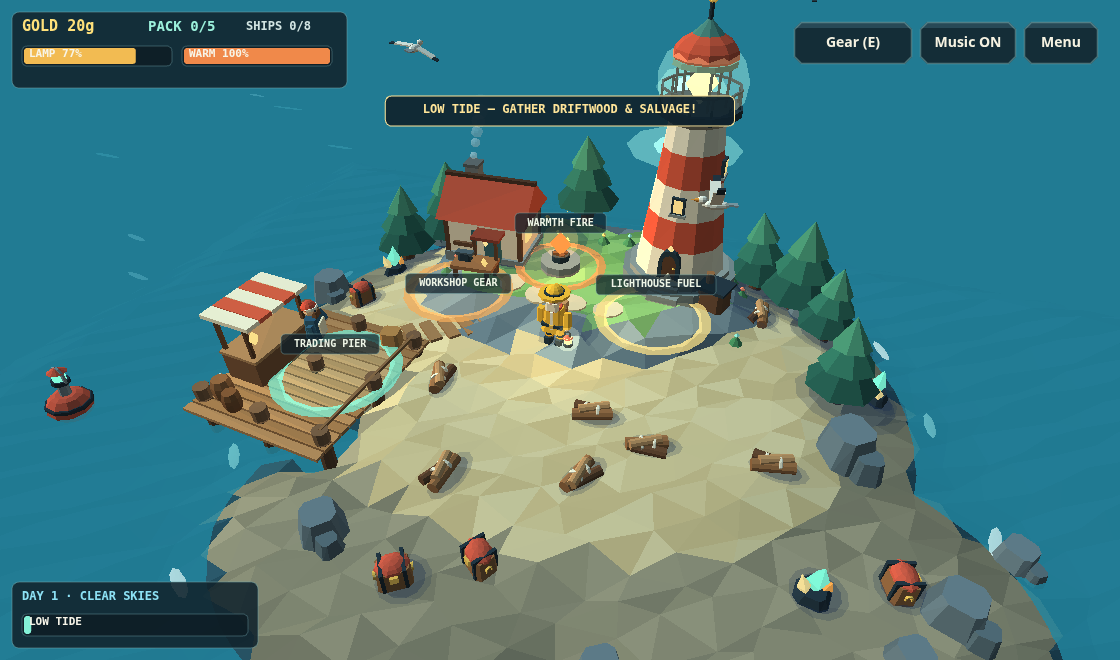 GOLD 20g PACK 0/5 SHIPS 0/8
LAMP 77% WARM 100%
Gear (E) Music ON Menu
LOW TIDE — GATHER DRIFTWOOD & SALVAGE!
WARMTH FIRE
WORKSHOP GEAR
LIGHTHOUSE FUEL
TRADING PIER
DAY 1 · CLEAR SKIES
LOW TIDE